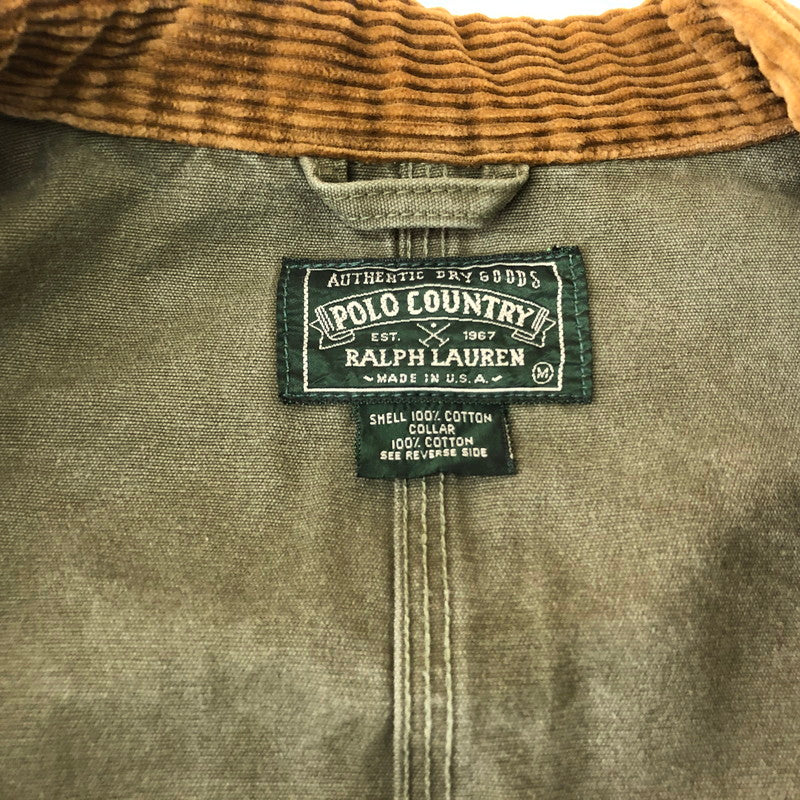 AUTHENTIC DRY GOODS
POLO COUNTRY
EST. 1967
RALPH LAUREN
MADE IN U.S.A. M
SHELL 100% COTTON
COLLAR
100% COTTON
SEE REVERSE SIDE